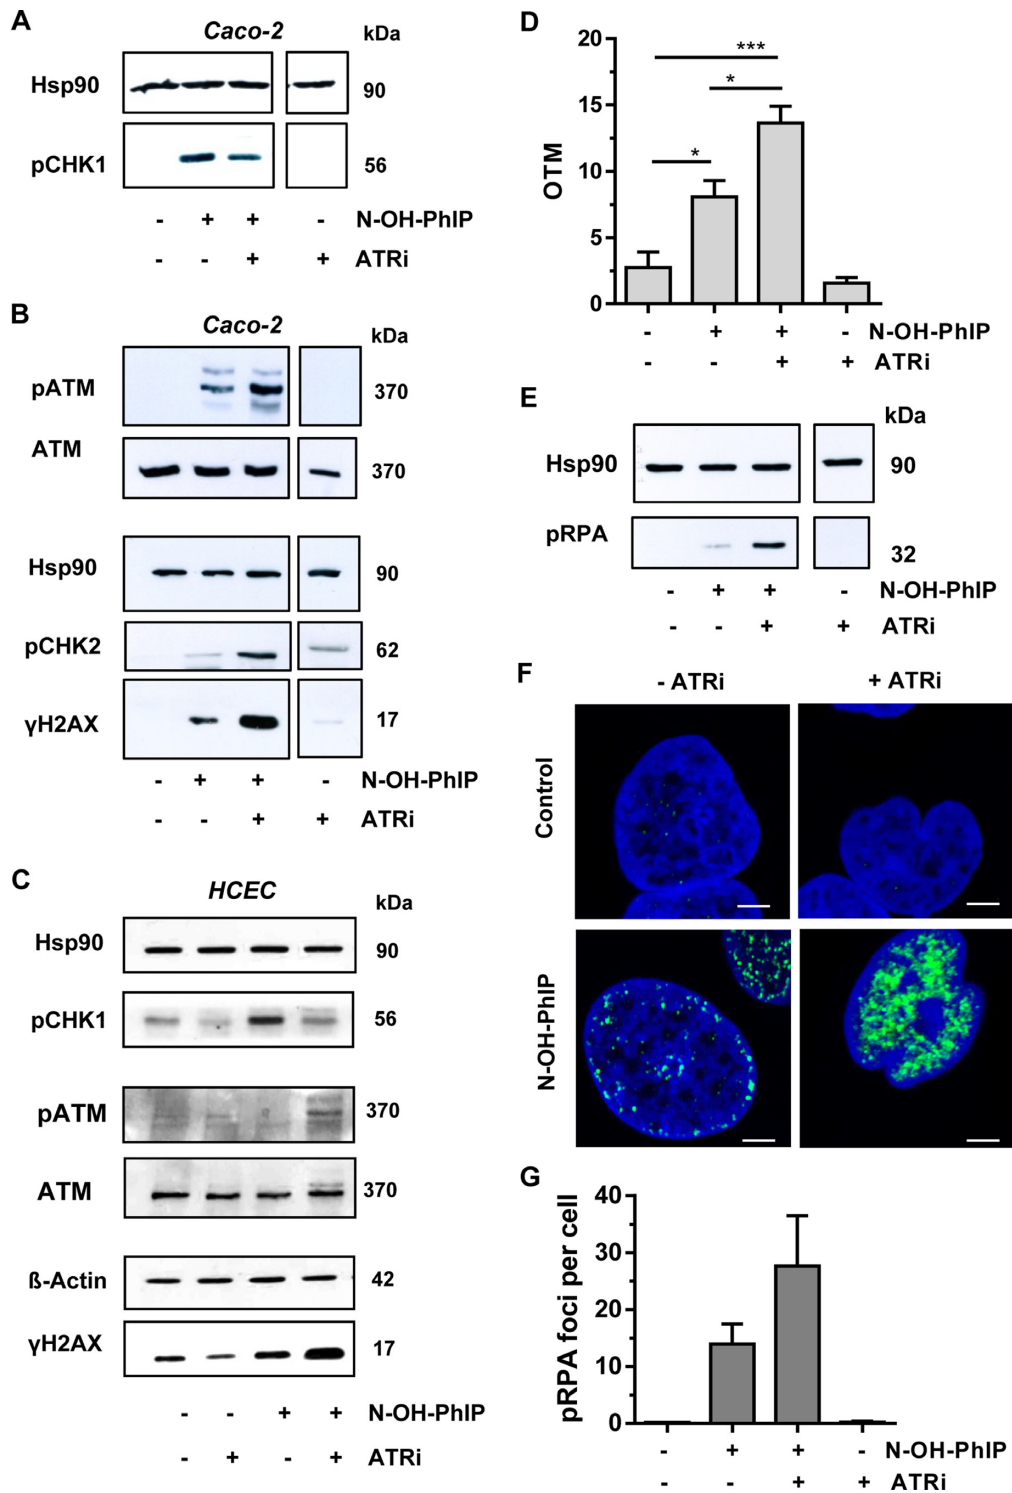 A
Caco-2
kDa
Hsp90
90
pCHK1
56
- + + - N-OH-PhIP
- - + + ATRi
B
Caco-2
kDa
pATM
370
ATM
370
Hsp90
90
pCHK2
62
γH2AX
17
- + + - N-OH-PhIP
- - + + ATRi
C
HCEC
kDa
Hsp90
90
pCHK1
56
pATM
370
ATM
370
ß-Actin
42
γH2AX
17
- - + + N-OH-PhIP
- + - + ATRi
D
OTM
20
15
10
5
0
***
*
*
- + + - N-OH-PhIP
- - + + ATRi
E
kDa
Hsp90
90
pRPA
32
- + + - N-OH-PhIP
- - + + ATRi
F
- ATRi
+ ATRi
Control
N-OH-PhIP
G
pRPA foci per cell
40
30
20
10
0
- + + - N-OH-PhIP
- - + + ATRi